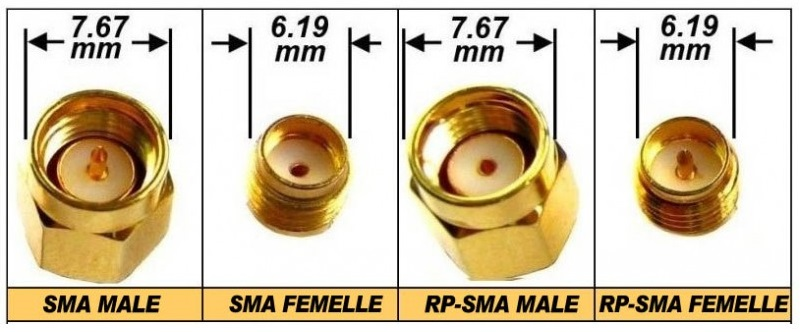 7.67
mm
6.19
mm
7.67
mm
6.19
mm
SMA MALE
SMA FEMELLE
RP-SMA MALE
RP-SMA FEMELLE